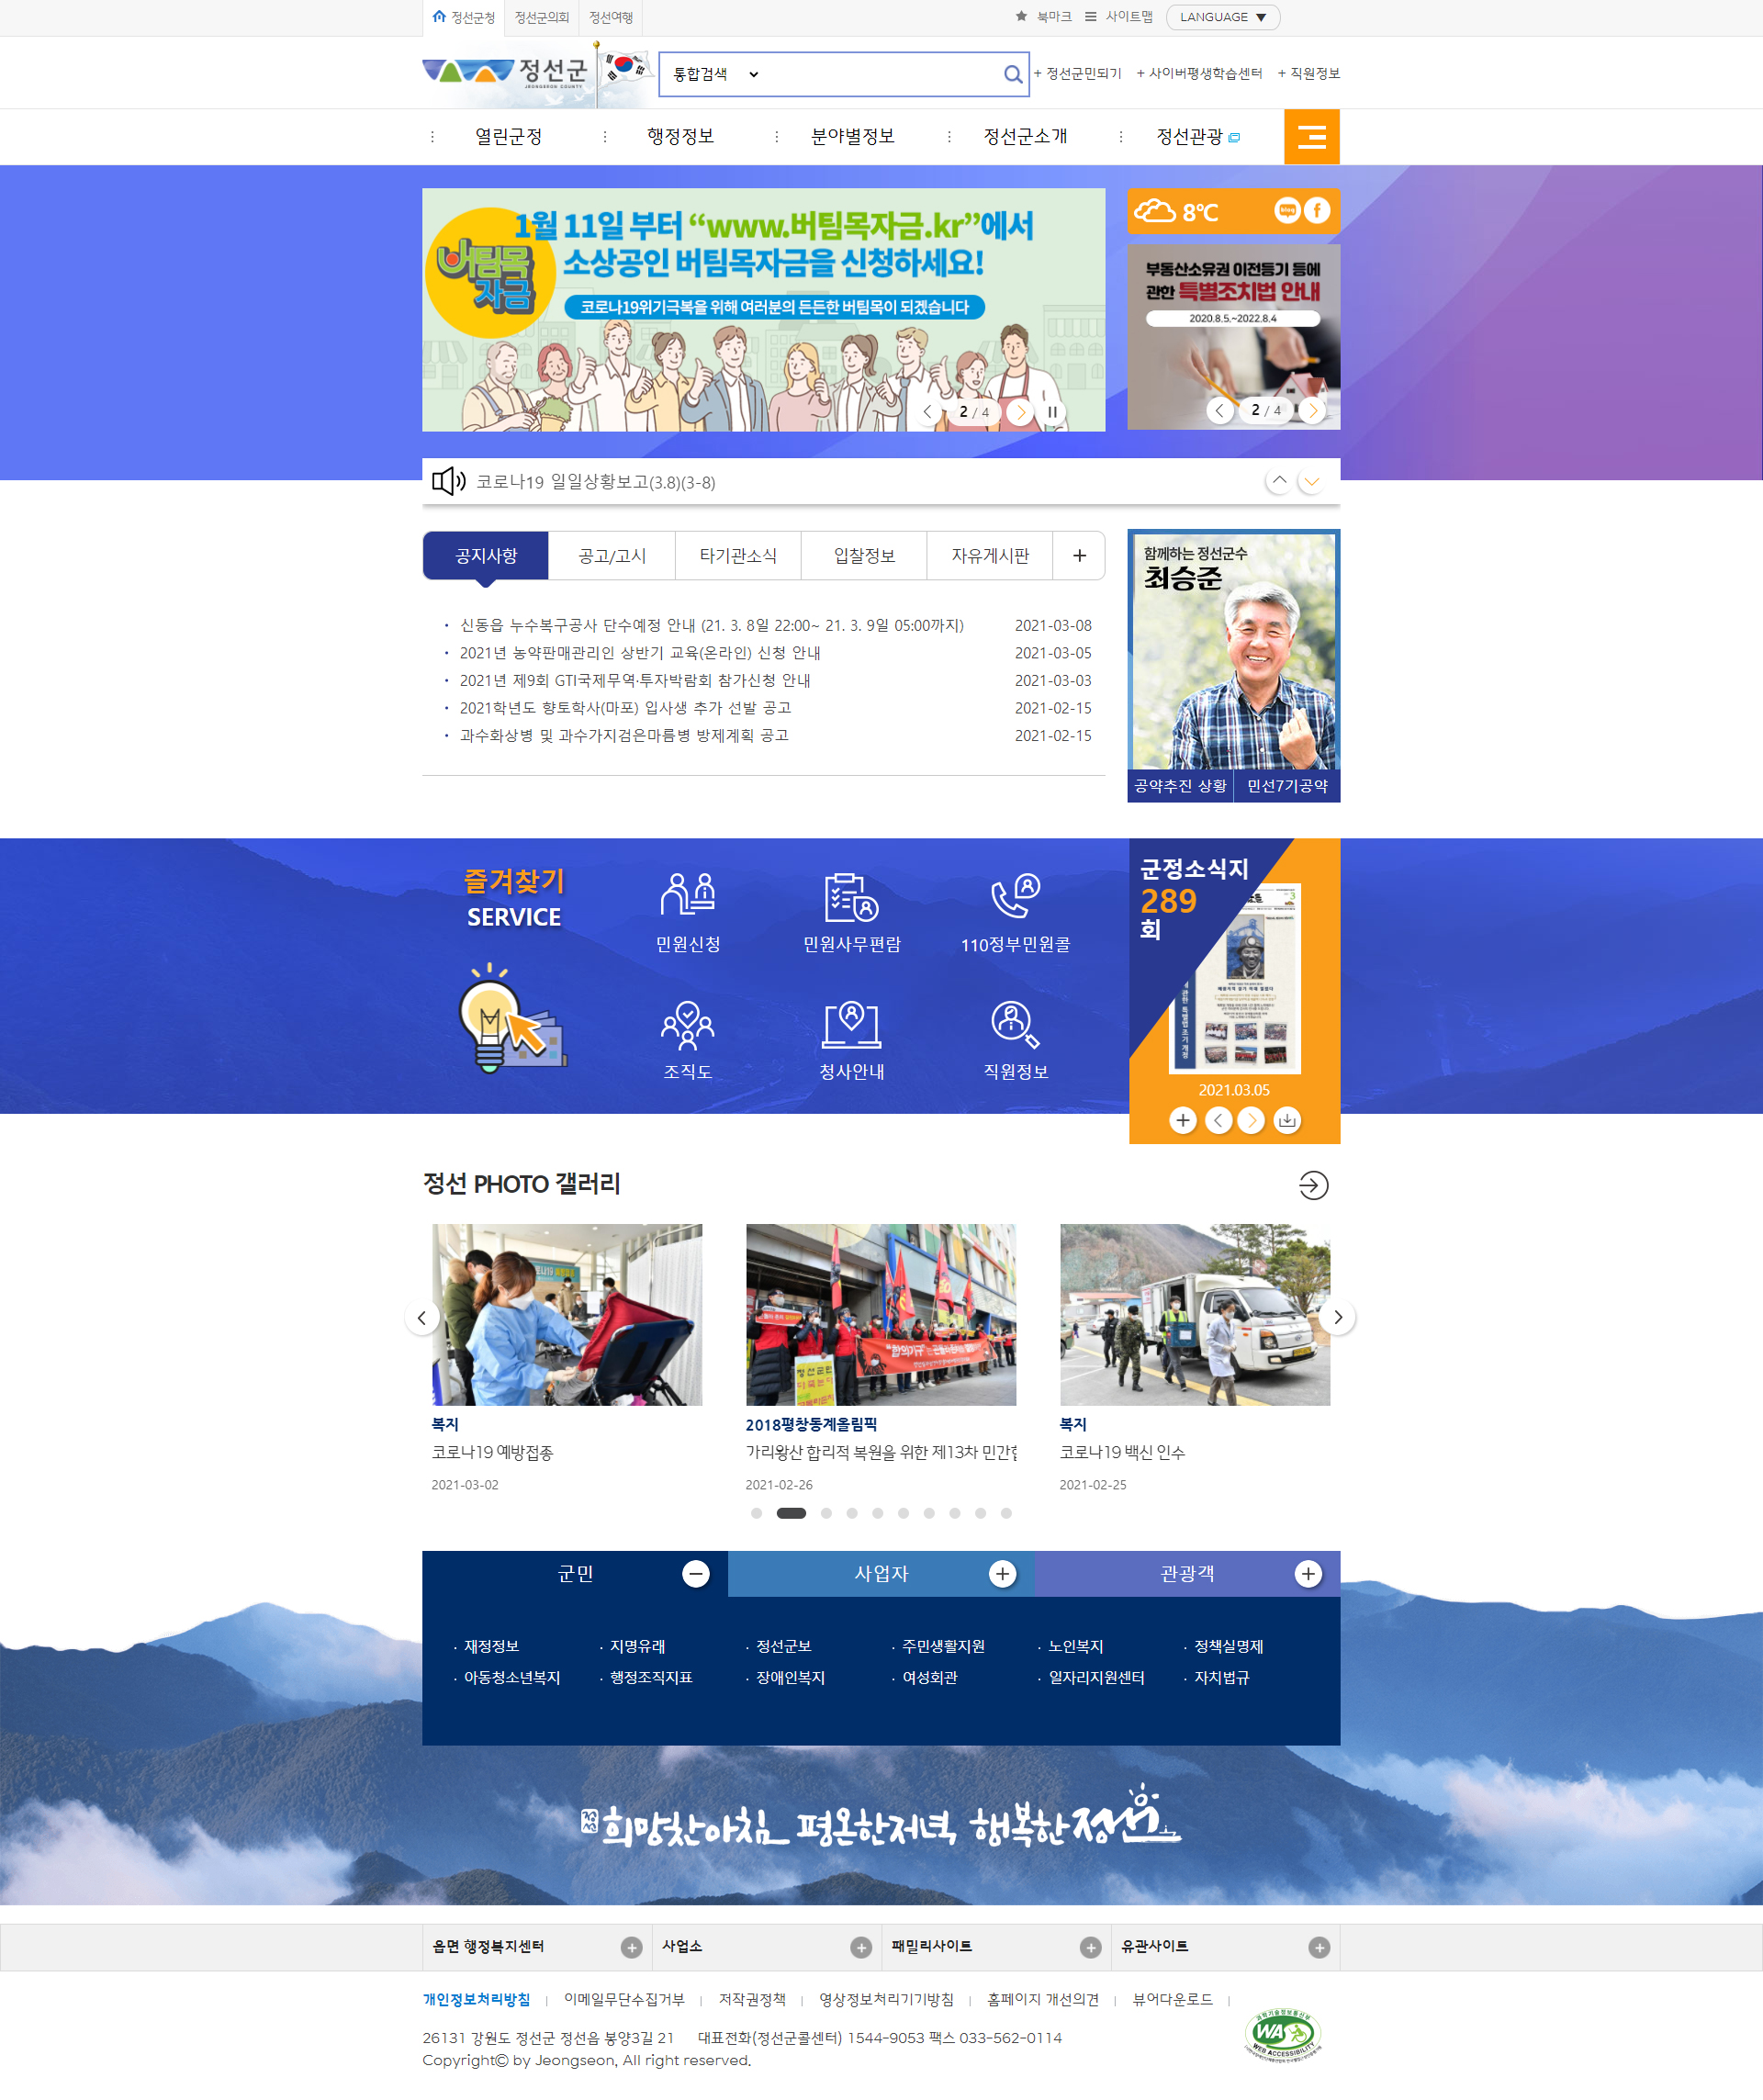 정선군청 정선군의회 정선여행 북마크 사이트맵 LANGUAGE ▼
정선군
JEONGSEON COUNTY
통합검색
+ 정선군민되기 + 사이버평생학습센터 + 직원정보
열린군정 행정정보 분야별정보 정선군소개 정선관광
버팀목
자금
1월 11일 부터 “www.버팀목자금.kr”에서
소상공인 버팀목자금을 신청하세요!
코로나19위기극복을 위해 여러분의 든든한 버팀목이 되겠습니다
2 / 4
8℃
blog
부동산소유권 이전등기 등에
관한 특별조치법 안내
2020.8.5.~2022.8.4
2 / 4
코로나19 일일상황보고(3.8)(3-8)
공지사항 공고/고시 타기관소식 입찰정보 자유게시판 +
신동읍 누수복구공사 단수예정 안내 (21. 3. 8일 22:00~ 21. 3. 9일 05:00까지) 2021-03-08
2021년 농약판매관리인 상반기 교육(온라인) 신청 안내 2021-03-05
2021년 제9회 GTI국제무역·투자박람회 참가신청 안내 2021-03-03
2021학년도 향토학사(마포) 입사생 추가 선발 공고 2021-02-15
과수화상병 및 과수가지검은마름병 방제계획 공고 2021-02-15
함께하는 정선군수
최승준
공약추진 상황 민선7기공약
즐겨찾기
SERVICE
민원신청 민원사무편람 110정부민원콜
조직도 청사안내 직원정보
군정소식지
289
회
2021.03.05
정선 PHOTO 갤러리
복지
코로나19 예방접종
2021-03-02
2018평창동계올림픽
가리왕산 합리적 복원을 위한 제13차 민간합
2021-02-26
복지
코로나19 백신 인수
2021-02-25
군민 사업자 관광객
· 재정정보 · 지명유래 · 정선군보 · 주민생활지원 · 노인복지 · 정책실명제
· 아동청소년복지 · 행정조직지표 · 장애인복지 · 여성회관 · 일자리지원센터 · 자치법규
희망찬아침 평온한저녁 행복한정선
읍면 행정복지센터 사업소 패밀리사이트 유관사이트
개인정보처리방침 | 이메일무단수집거부 | 저작권정책 | 영상정보처리기기방침 | 홈페이지 개선의견 | 뷰어다운로드 |
26131 강원도 정선군 정선읍 봉양3길 21 대표전화(정선군콜센터) 1544-9053 팩스 033-562-0114
Copyrightⓒ by Jeongseon, All right reserved.
WA
WEB ACCESSIBILITY